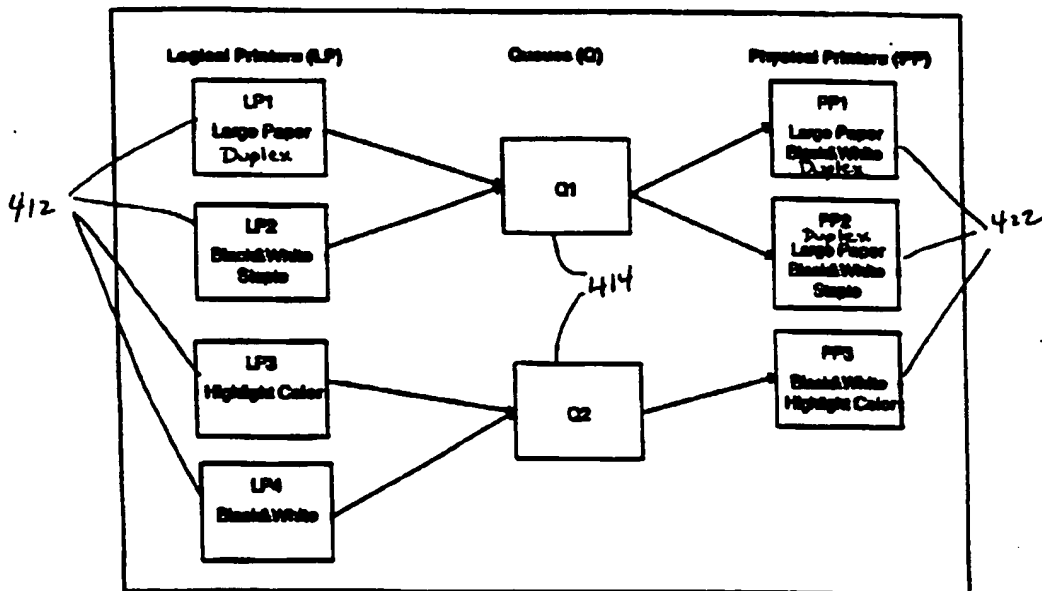 Logical Printers (LP)
Queues (Q)
Physical Printers (PP)
LP1
Large Paper
Duplex
LP2
Black&White
Staple
LP3
Highlight Color
LP4
Black&White
Q1
Q2
PP1
Large Paper
Black&White
Duplex
PP2
Duplex
Large Paper
Black&White
Staple
PP3
Black&White
Highlight Color
412
414
422